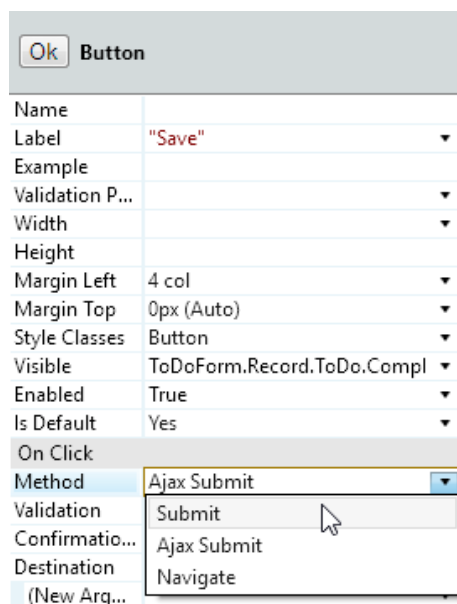 Ok Button
Name
Label "Save"
Example
Validation P...
Width
Height
Margin Left 4 col
Margin Top 0px (Auto)
Style Classes Button
Visible ToDoForm.Record.ToDo.Compl
Enabled True
Is Default Yes
On Click
Method Ajax Submit
Validation Submit
Confirmatio... Ajax Submit
Destination Navigate
(New Arg...